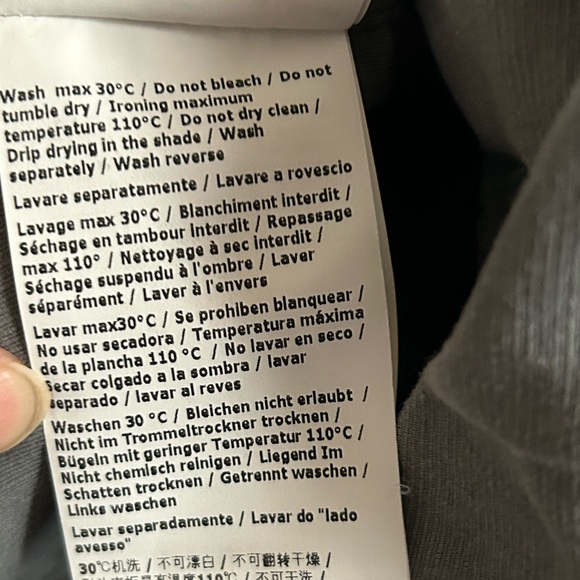 Wash max 30°C / Do not bleach / Do not
tumble dry / Ironing maximum
temperature 110°C / Do not dry clean /
Drip drying in the shade / Wash
separately / Wash reverse
Lavare separatamente / Lavare a rovescio
Lavage max 30°C / Blanchiment interdit /
Séchage en tambour interdit / Repassage
max 110° / Nettoyage à sec interdit /
Séchage suspendu à l'ombre / Laver
séparément / Laver à l'envers
Lavar max30°C / Se prohiben blanquear /
No usar secadora / Temperatura máxima
de la plancha 110 °C / No lavar en seco /
Secar colgado a la sombra / lavar
separado / lavar al reves
Waschen 30 °C / Bleichen nicht erlaubt /
Nicht im Trommeltrockner trocknen /
Bügeln mit geringer Temperatur 110°C /
Nicht chemisch reinigen / Liegend Im
Schatten trocknen / Getrennt waschen /
Links waschen
Lavar separadamente / Lavar do "lado
avesso"
30℃机洗 / 不可漂白 / 不可翻转干燥 /
110℃ / 不可干洗 /